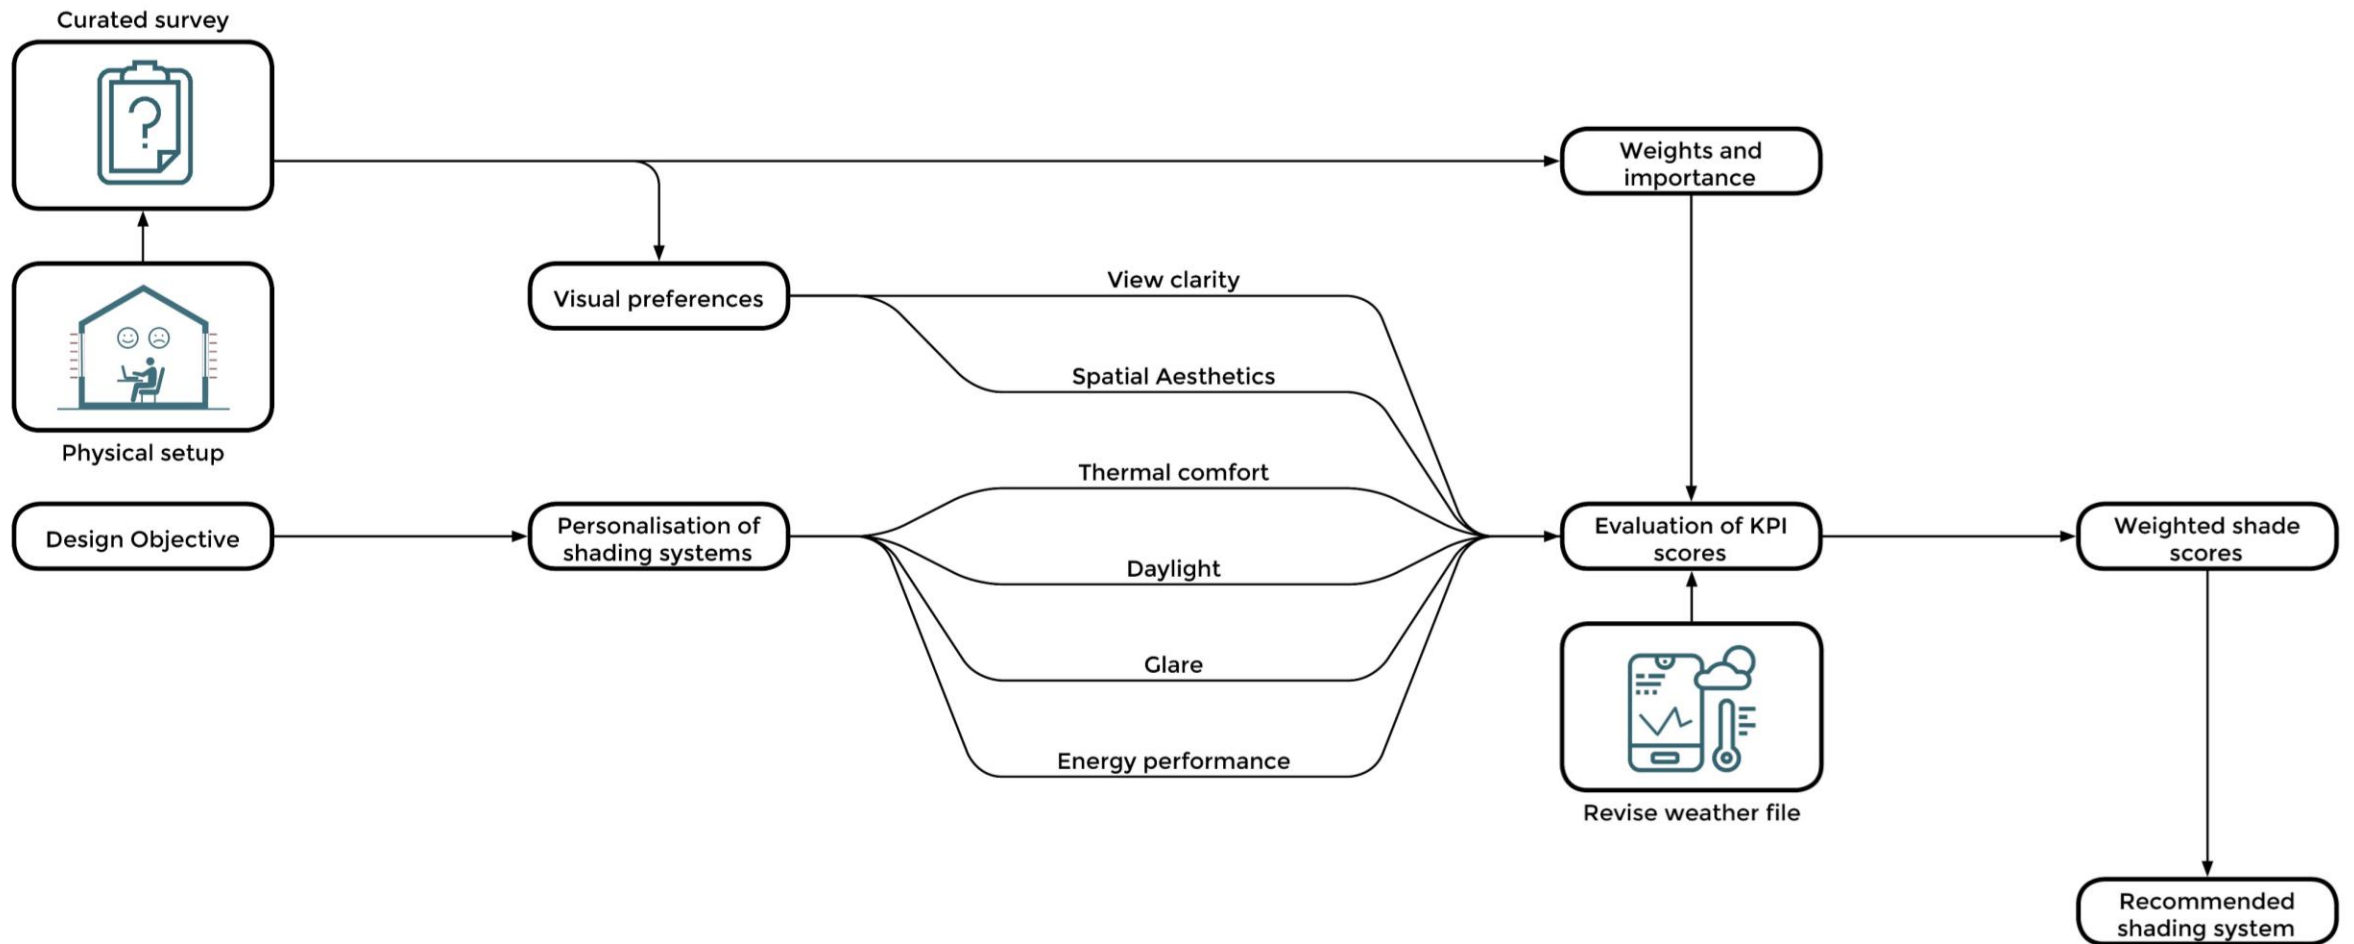 Curated survey
Weights and
importance
Visual preferences
View clarity
Spatial Aesthetics
Physical setup
Thermal comfort
Design Objective
Personalisation of
shading systems
Daylight
Glare
Energy performance
Evaluation of KPI
scores
Weighted shade
scores
Revise weather file
Recommended
shading system